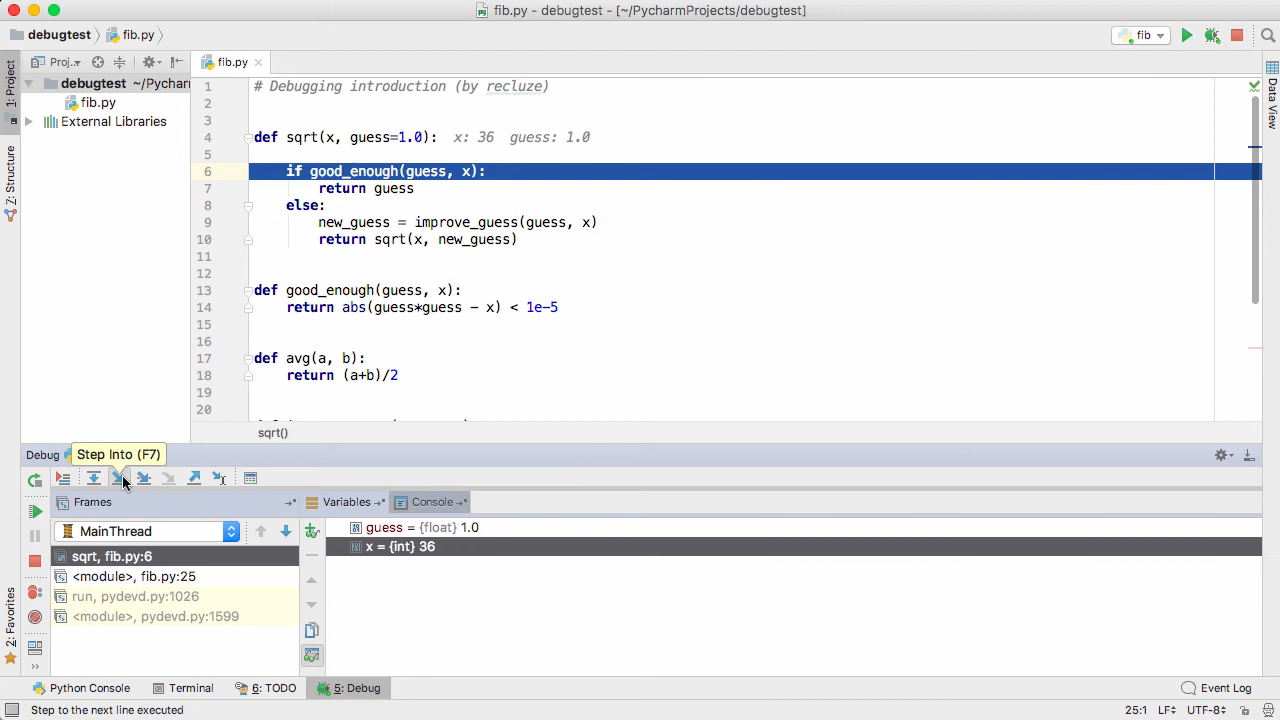 fib.py - debugtest - [~/PycharmProjects/debugtest]
debugtest fib.py
fib
1: Project
Proj..
fib.py
debugtest ~/Pycharm
fib.py
External Libraries
Z: Structure
2: Favorites
Data View
1 # Debugging introduction (by recluze)
2
3
4 def sqrt(x, guess=1.0): x: 36 guess: 1.0
5
6 if good_enough(guess, x):
7 return guess
8 else:
9 new_guess = improve_guess(guess, x)
10 return sqrt(x, new_guess)
11
12
13 def good_enough(guess, x):
14 return abs(guess*guess - x) < 1e-5
15
16
17 def avg(a, b):
18 return (a+b)/2
19
20
sqrt()
Debug
Step Into (F7)
Frames
Variables
Console
MainThread
sqrt, fib.py:6
<module>, fib.py:25
run, pydevd.py:1026
<module>, pydevd.py:1599
guess = {float} 1.0
x = {int} 36
Python Console
Terminal
6: TODO
5: Debug
Event Log
Step to the next line executed
25:1 LF UTF-8